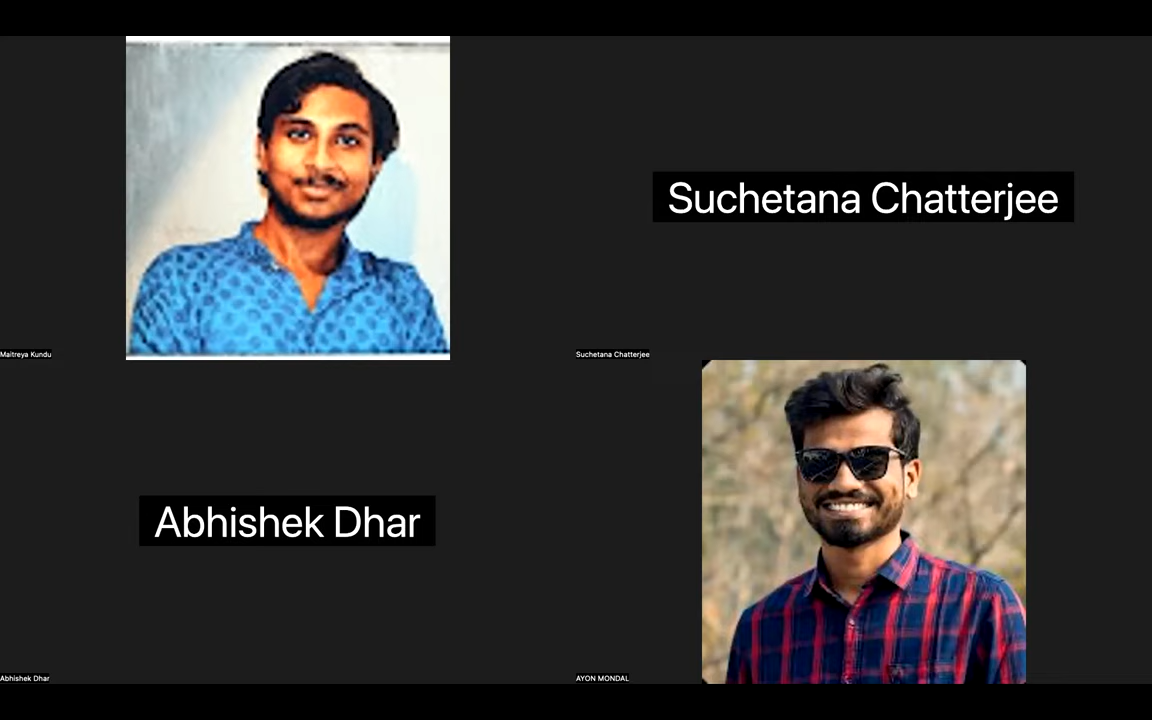 Suchetana Chatterjee
Maitreya Kundu
Suchetana Chatterjee
Abhishek Dhar
Abhishek Dhar
AYON MONDAL